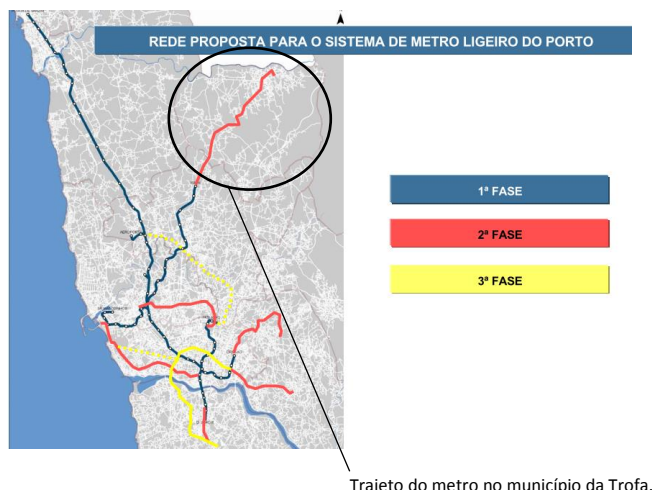 REDE PROPOSTA PARA O SISTEMA DE METRO LIGEIRO DO PORTO
1ª FASE
2ª FASE
3ª FASE
Trajeto do metro no município da Trofa.